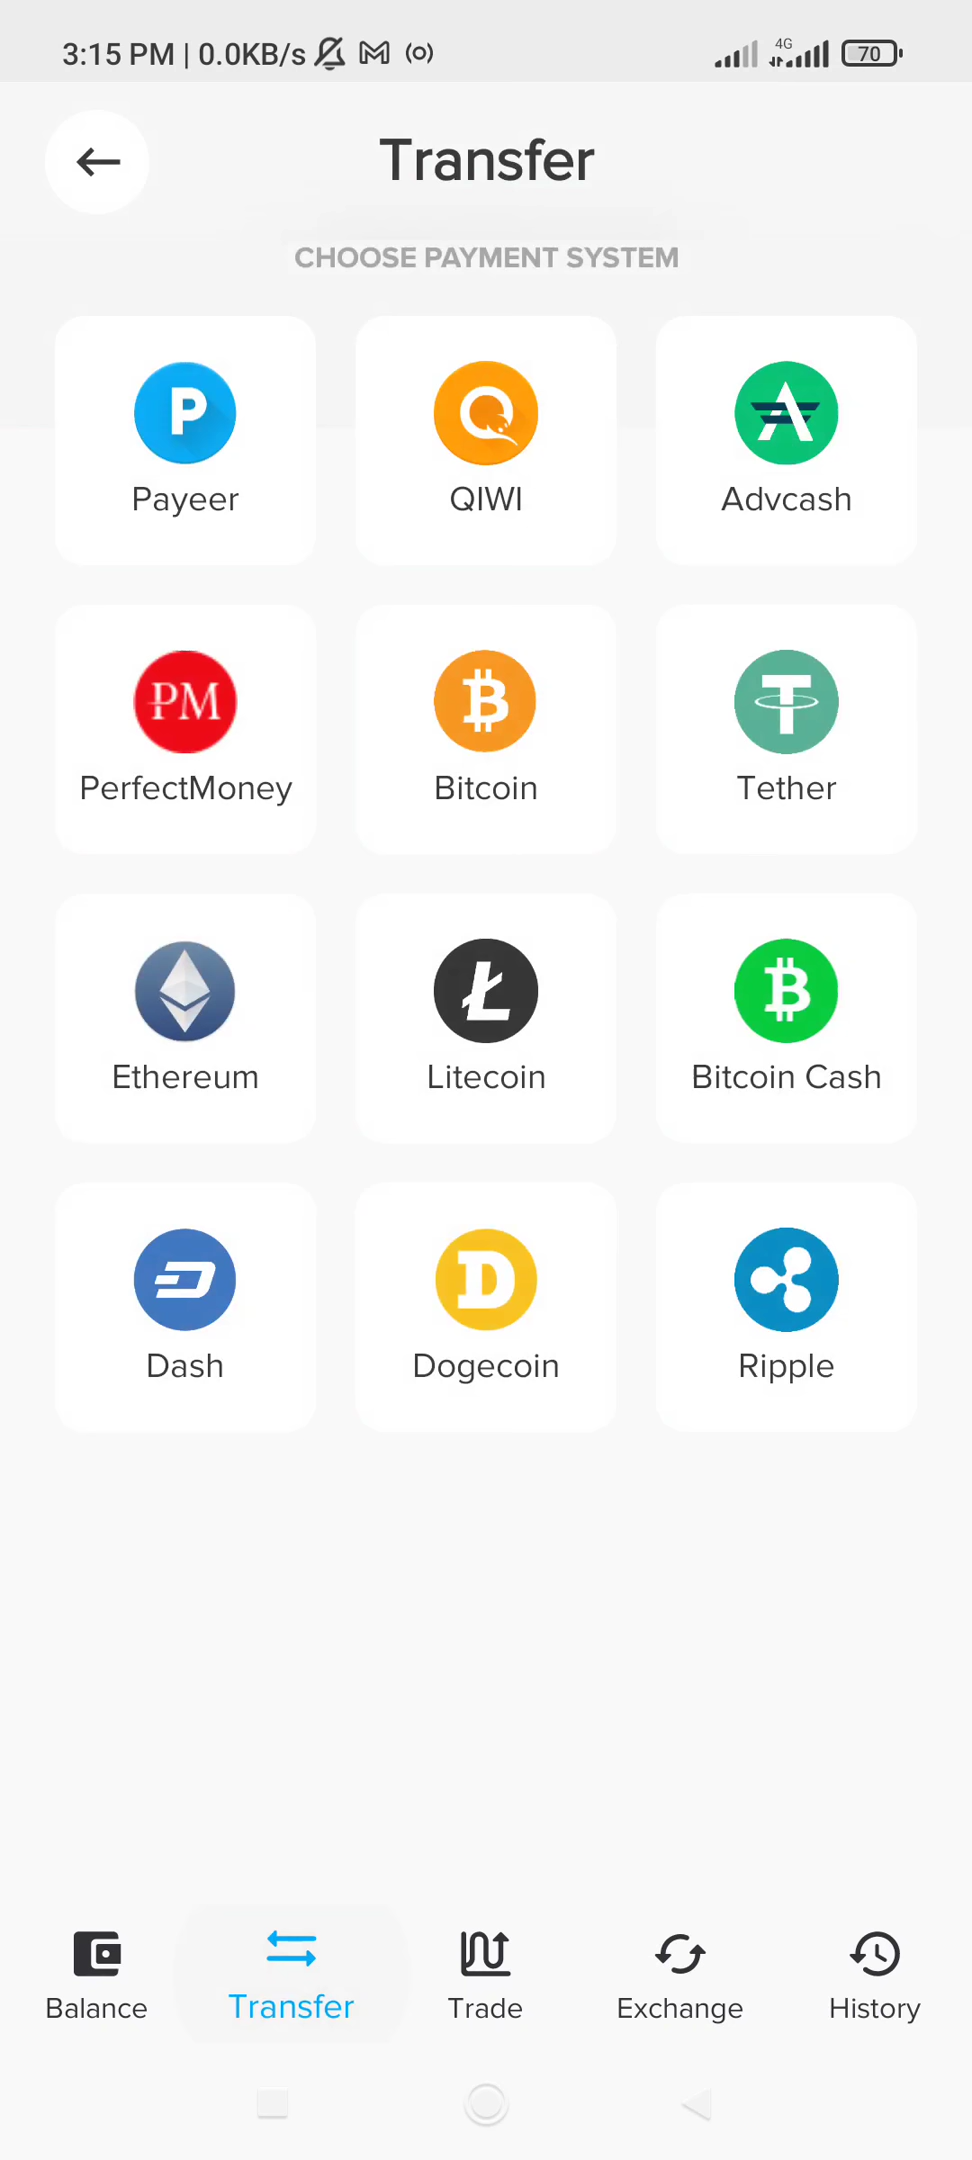 3:15 PM | 0.0KB/s 4G 70
Transfer
CHOOSE PAYMENT SYSTEM
P Q A
Payeer QIWI Advcash
PM
PerfectMoney Bitcoin Tether
Ethereum Litecoin Bitcoin Cash
D
Dash Dogecoin Ripple
Balance Transfer Trade Exchange History